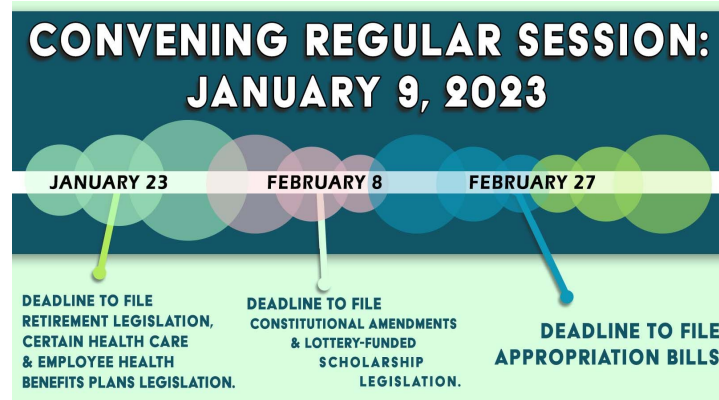 CONVENING REGULAR SESSION:
JANUARY 9, 2023
JANUARY 23
FEBRUARY 8
FEBRUARY 27
DEADLINE TO FILE
RETIREMENT LEGISLATION,
CERTAIN HEALTH CARE
& EMPLOYEE HEALTH
BENEFITS PLANS LEGISLATION.
DEADLINE TO FILE
CONSTITUTIONAL AMENDMENTS
& LOTTERY-FUNDED
SCHOLARSHIP
LEGISLATION.
DEADLINE TO FILE
APPROPRIATION BILLS